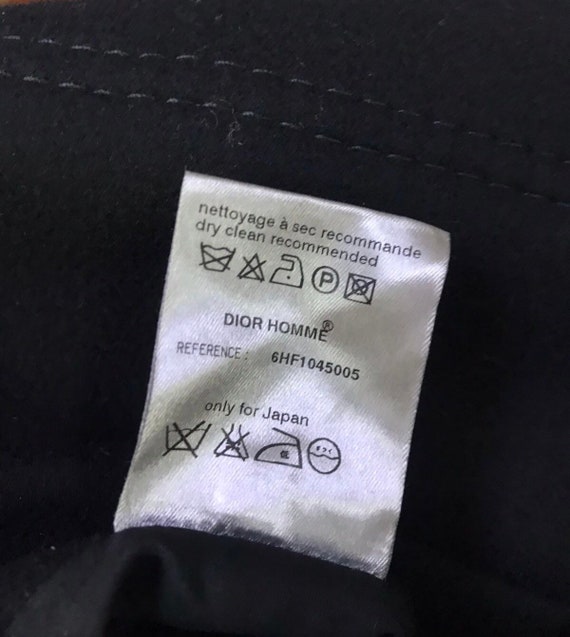 nettoyage à sec recommande
dry clean recommended
P
DIOR HOMME®
REFERENCE : 6HF1045005
only for Japan